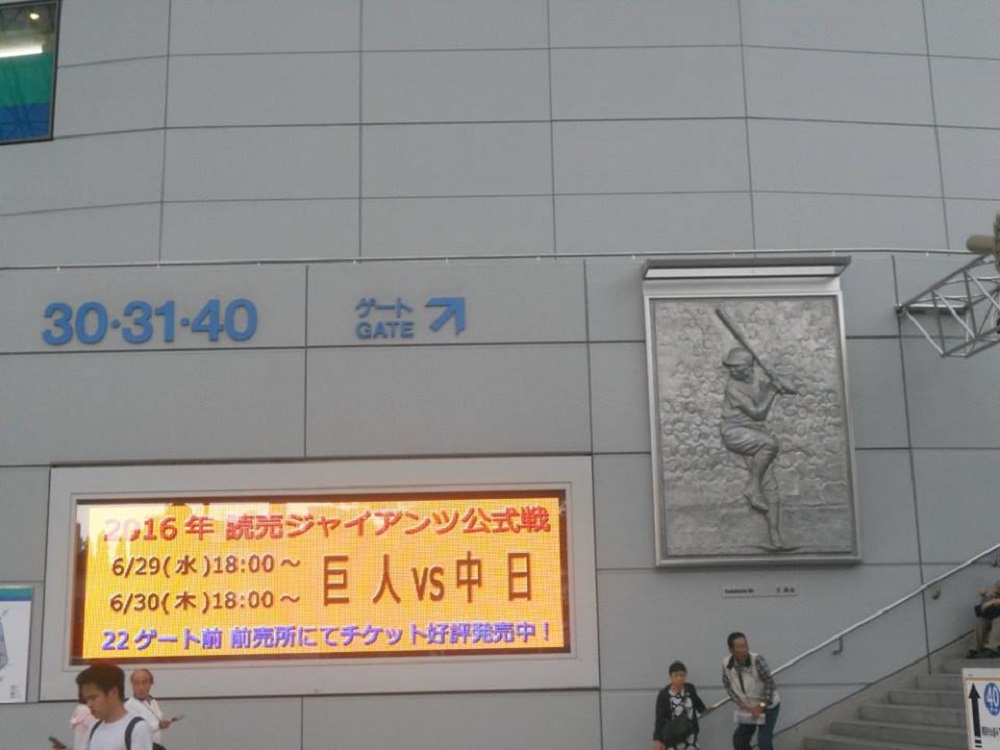 30·31·40
ゲート
GATE
2016年 読売ジャイアンツ公式戦
6/29(水)18:00～
6/30(木)18:00～
巨人vs中日
22ゲート前 前売所にてチケット好評発売中！
40